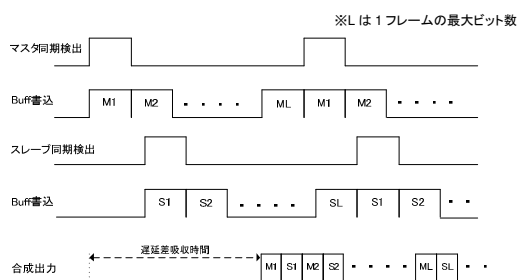 ※L は 1 フレームの最大ビット数
マスタ同期検出
Buff書込 M1 M2 ・・・・ ML M1 M2 ・・・・
スレーブ同期検出
Buff書込 S1 S2 ・・・・ SL S1 S2 ・・
遅延差吸収時間
合成出力 M1 S1 M2 S2 ・・・・ ML SL ・・